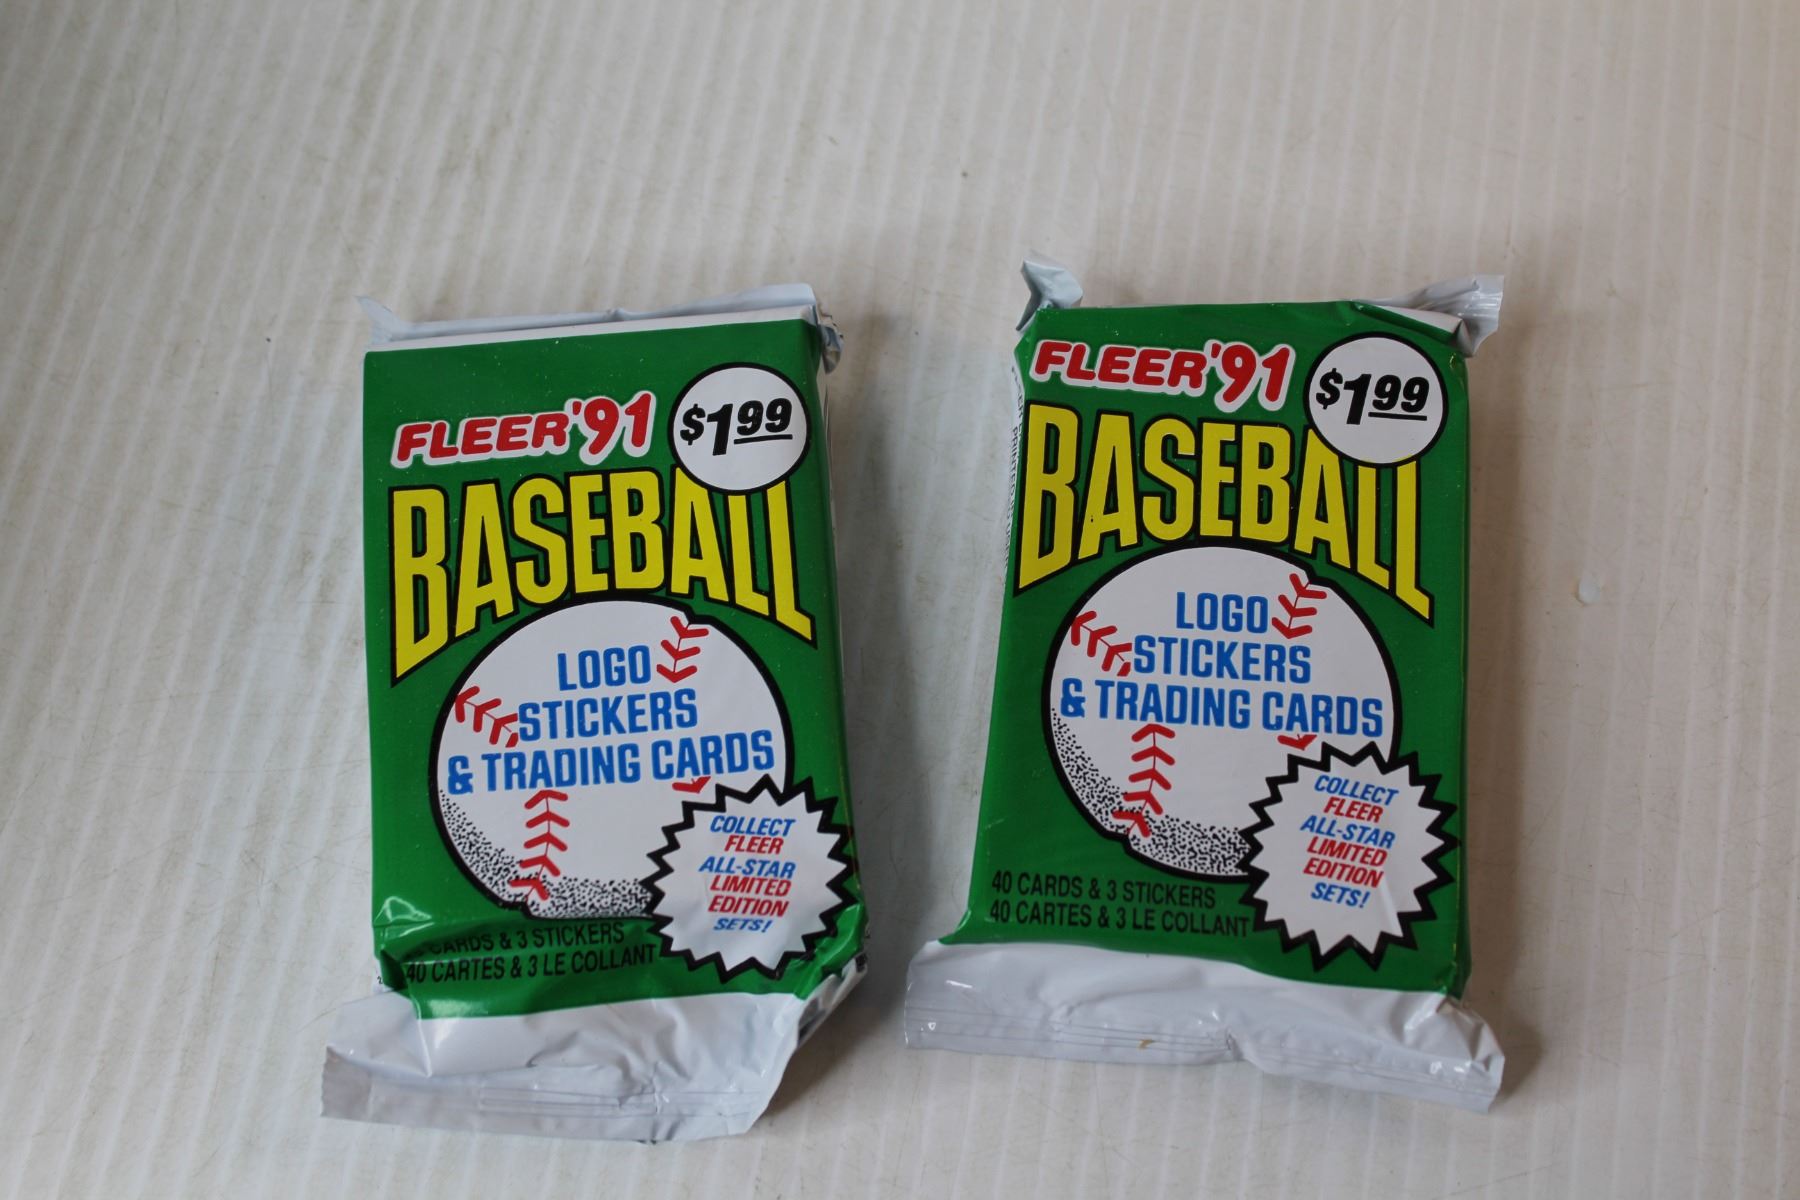 FLEER'91
$1.99
BASEBALL
LOGO
STICKERS
& TRADING CARDS
COLLECT
FLEER
ALL-STAR
LIMITED
EDITION
SETS!
CARDS & 3 STICKERS
40 CARTES & 3 LE COLLANT
FLEER'91
$1.99
BASEBALL
LOGO
STICKERS
& TRADING CARDS
COLLECT
FLEER
ALL-STAR
LIMITED
EDITION
SETS!
40 CARDS & 3 STICKERS
40 CARTES & 3 LE COLLANT